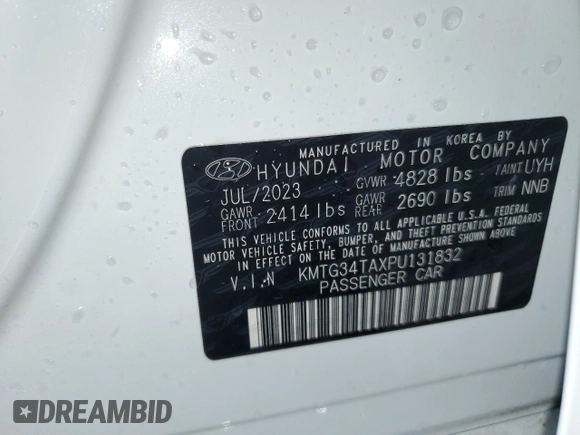 MANUFACTURED IN KOREA BY
HYUNDAI MOTOR COMPANY
JUL/2023 GVWR 4828 lbs PAINT UYH
GAWR FRONT 2414 lbs GAWR REAR 2690 lbs TRIM NNB
THIS VEHICLE CONFORMS TO ALL APPLICABLE U.S.A. FEDERAL
MOTOR VEHICLE SAFETY, BUMPER, AND THEFT PREVENTION STANDARDS
IN EFFECT ON THE DATE OF MANUFACTURE SHOWN ABOVE.
V.I.N KMTG34TAXPU131832
PASSENGER CAR
DREAMBID